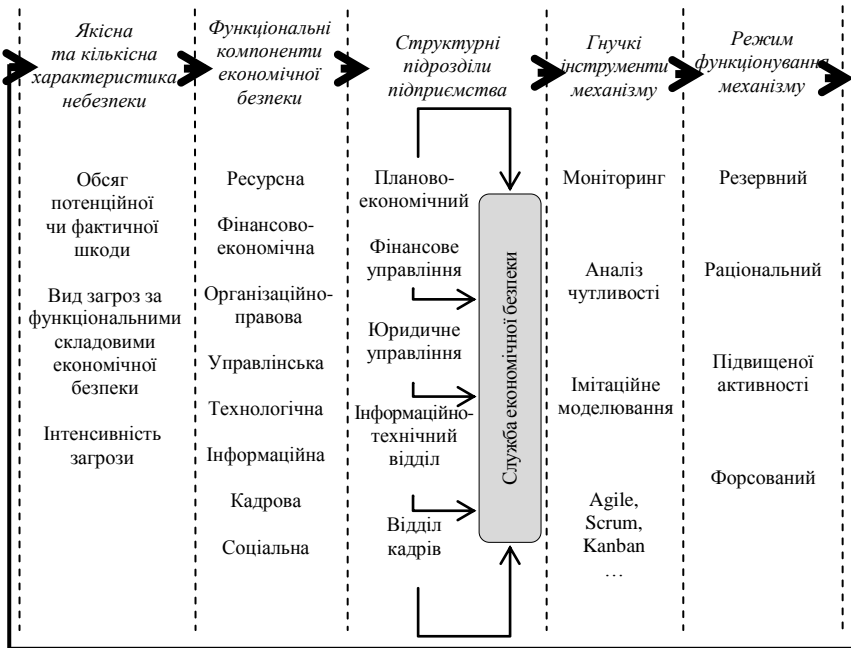 Якісна
та кількісна
характеристика
небезпеки
Обсяг
потенційної
чи фактичної
шкоди
Вид загроз за
функціональними
складовими
економічної
безпеки
Інтенсивність
загрози
Функціональні
компоненти
економічної
безпеки
Ресурсна
Фінансово-
економічна
Організаційно-
правова
Управлінська
Технологічна
Інформаційна
Кадрова
Соціальна
Структурні
підрозділи
підприємства
Планово-
економічний
Фінансове
управління
Юридичне
управління
Інформаційно-
технічний
відділ
Відділ
кадрів
Служба економічної безпеки
Гнучкі
інструменти
механізму
Моніторинг
Аналіз
чутливості
Імітаційне
моделювання
Agile,
Scrum,
Kanban
…
Режим
функціонування
механізму
Резервний
Раціональний
Підвищеної
активності
Форсований